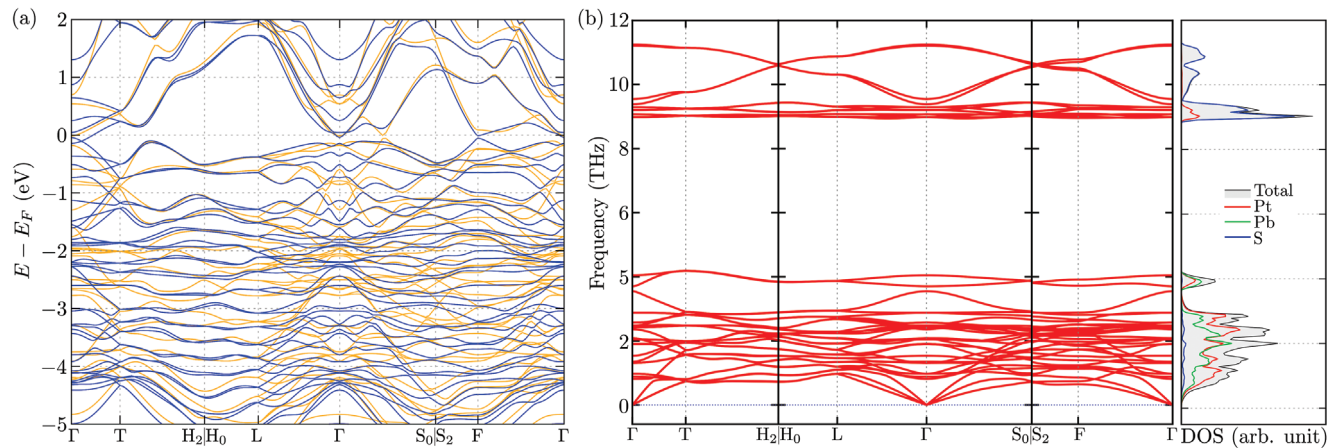 (a)
E − E_F (eV)
2
1
0
−1
−2
−3
−4
−5
Γ T H₂|H₀ L Γ S₀|S₂ F Γ
(b)
Frequency (THz)
12
10
8
6
5
2
0
Γ T H₂|H₀ L Γ S₀|S₂ F Γ
Total
Pt
Pb
S
DOS (arb. unit)